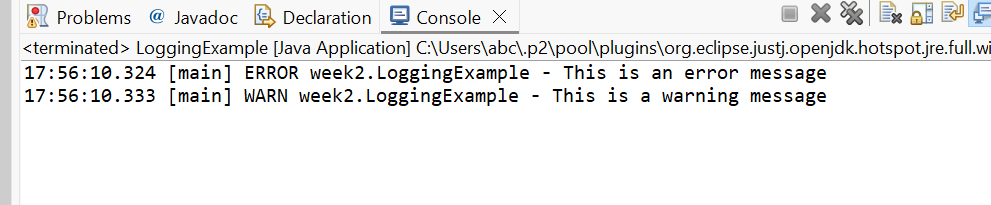 Problems @ Javadoc Declaration Console
<terminated> LoggingExample [Java Application] C:\Users\abc\.p2\pool\plugins\org.eclipse.justj.openjdk.hotspot.jre.full.wi
17:56:10.324 [main] ERROR week2.LoggingExample - This is an error message
17:56:10.333 [main] WARN week2.LoggingExample - This is a warning message